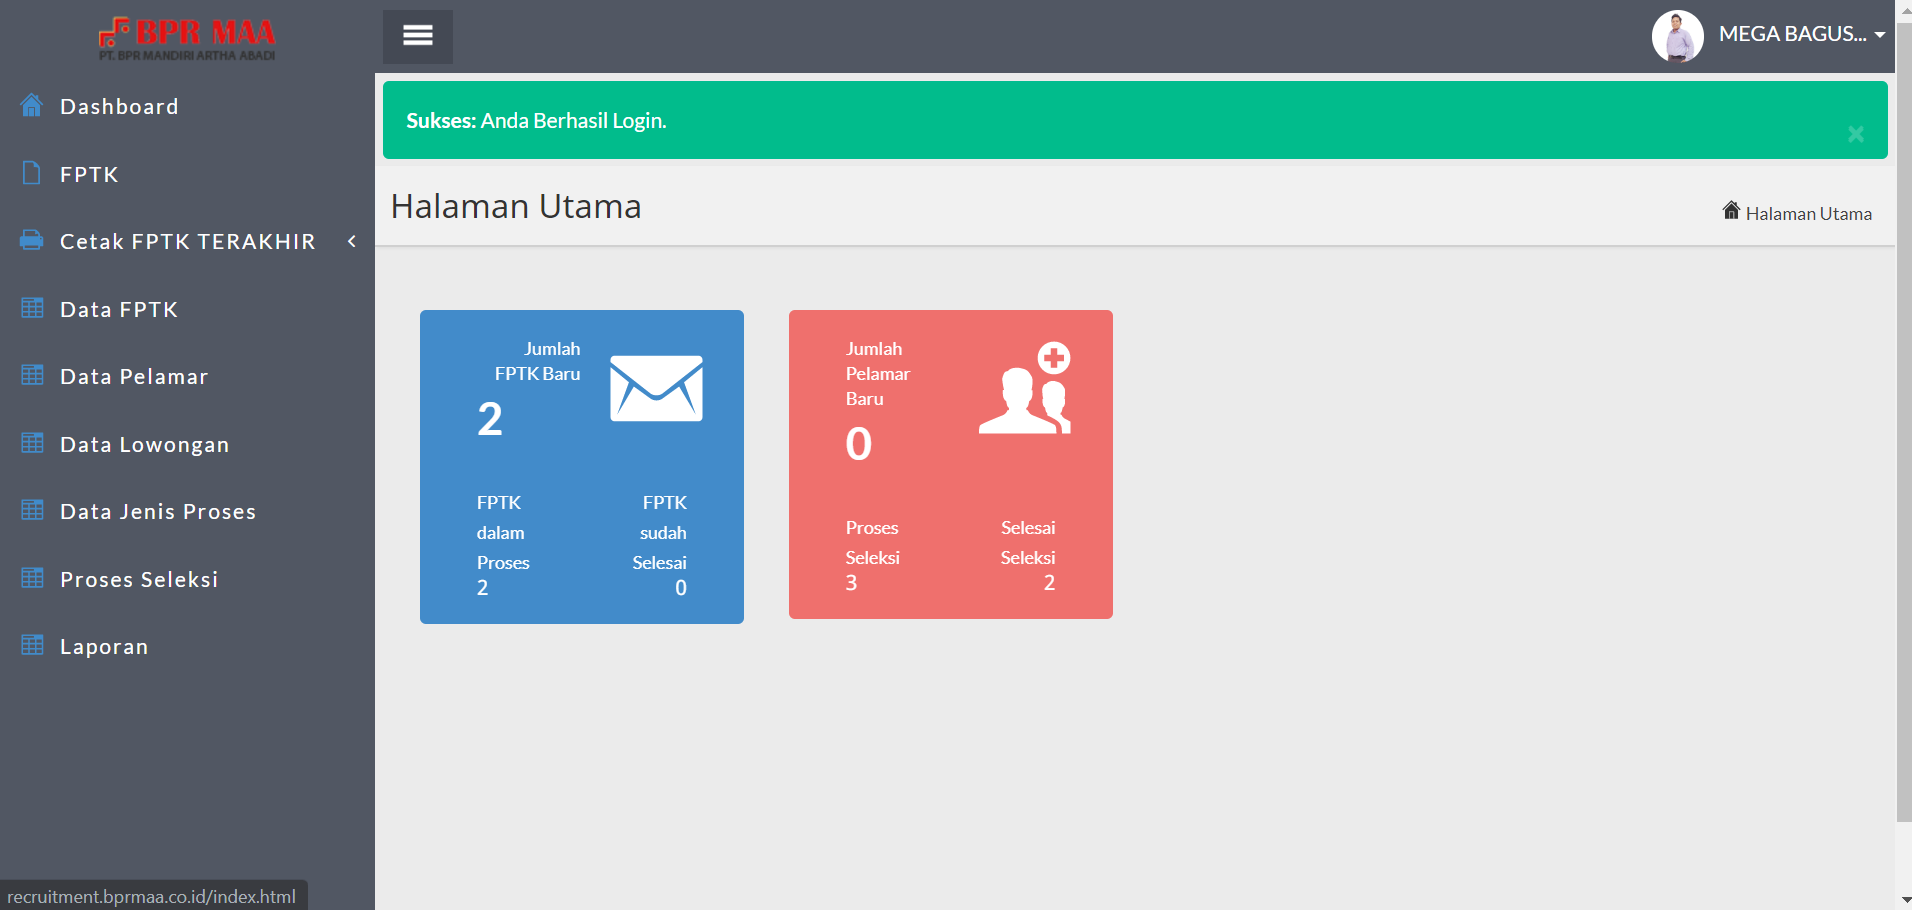 BPR MAA
PT. BPR MANDIRI ARTHA ABADI
MEGA BAGUS...
Dashboard
FPTK
Cetak FPTK TERAKHIR
Data FPTK
Data Pelamar
Data Lowongan
Data Jenis Proses
Proses Seleksi
Laporan
Sukses: Anda Berhasil Login.
×
Halaman Utama
Halaman Utama
Jumlah
FPTK Baru
2
FPTK
dalam
Proses
2
FPTK
sudah
Selesai
0
Jumlah
Pelamar
Baru
0
Proses
Seleksi
3
Selesai
Seleksi
2
recruitment.bprmaa.co.id/index.html